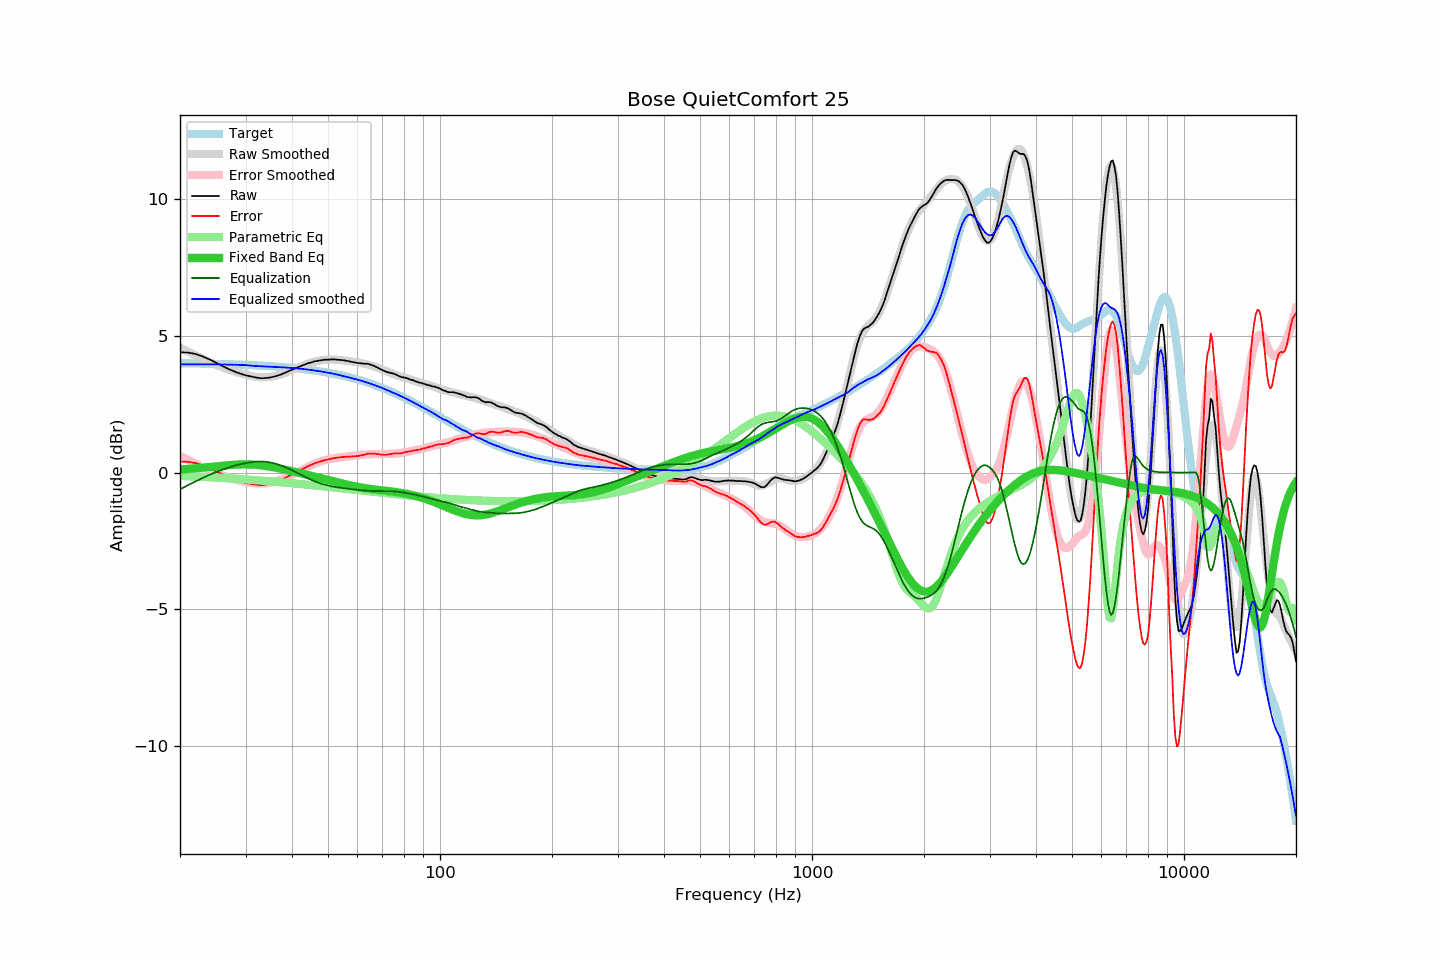 Bose QuietComfort 25
Target
Raw Smoothed
Error Smoothed
Raw
Error
Parametric Eq
Fixed Band Eq
Equalization
Equalized smoothed
10
5
0
−5
−10
Amplitude (dBr)
100
1000
10000
Frequency (Hz)